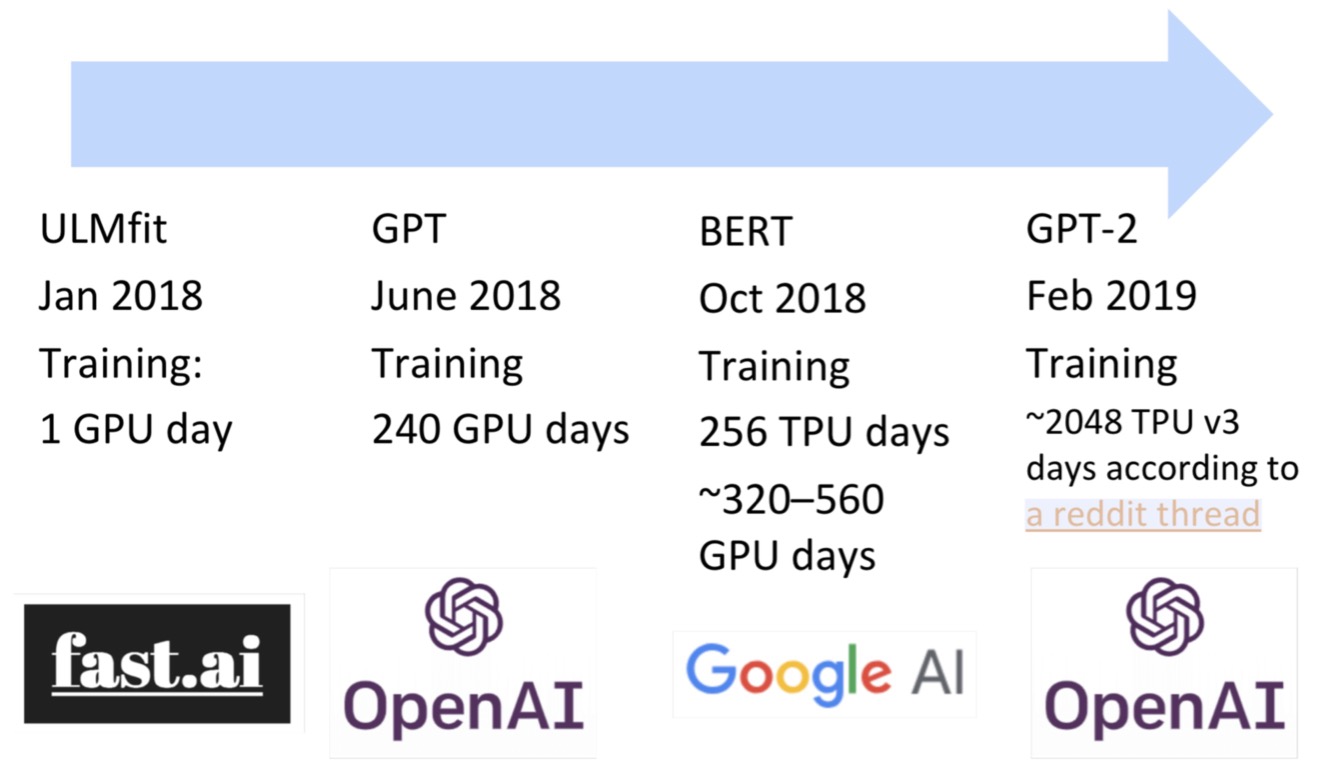 ULMfit
Jan 2018
Training:
1 GPU day
GPT
June 2018
Training
240 GPU days
BERT
Oct 2018
Training
256 TPU days
~320–560
GPU days
GPT-2
Feb 2019
Training
~2048 TPU v3
days according to
a reddit thread
fast.ai
OpenAI
Google AI
OpenAI